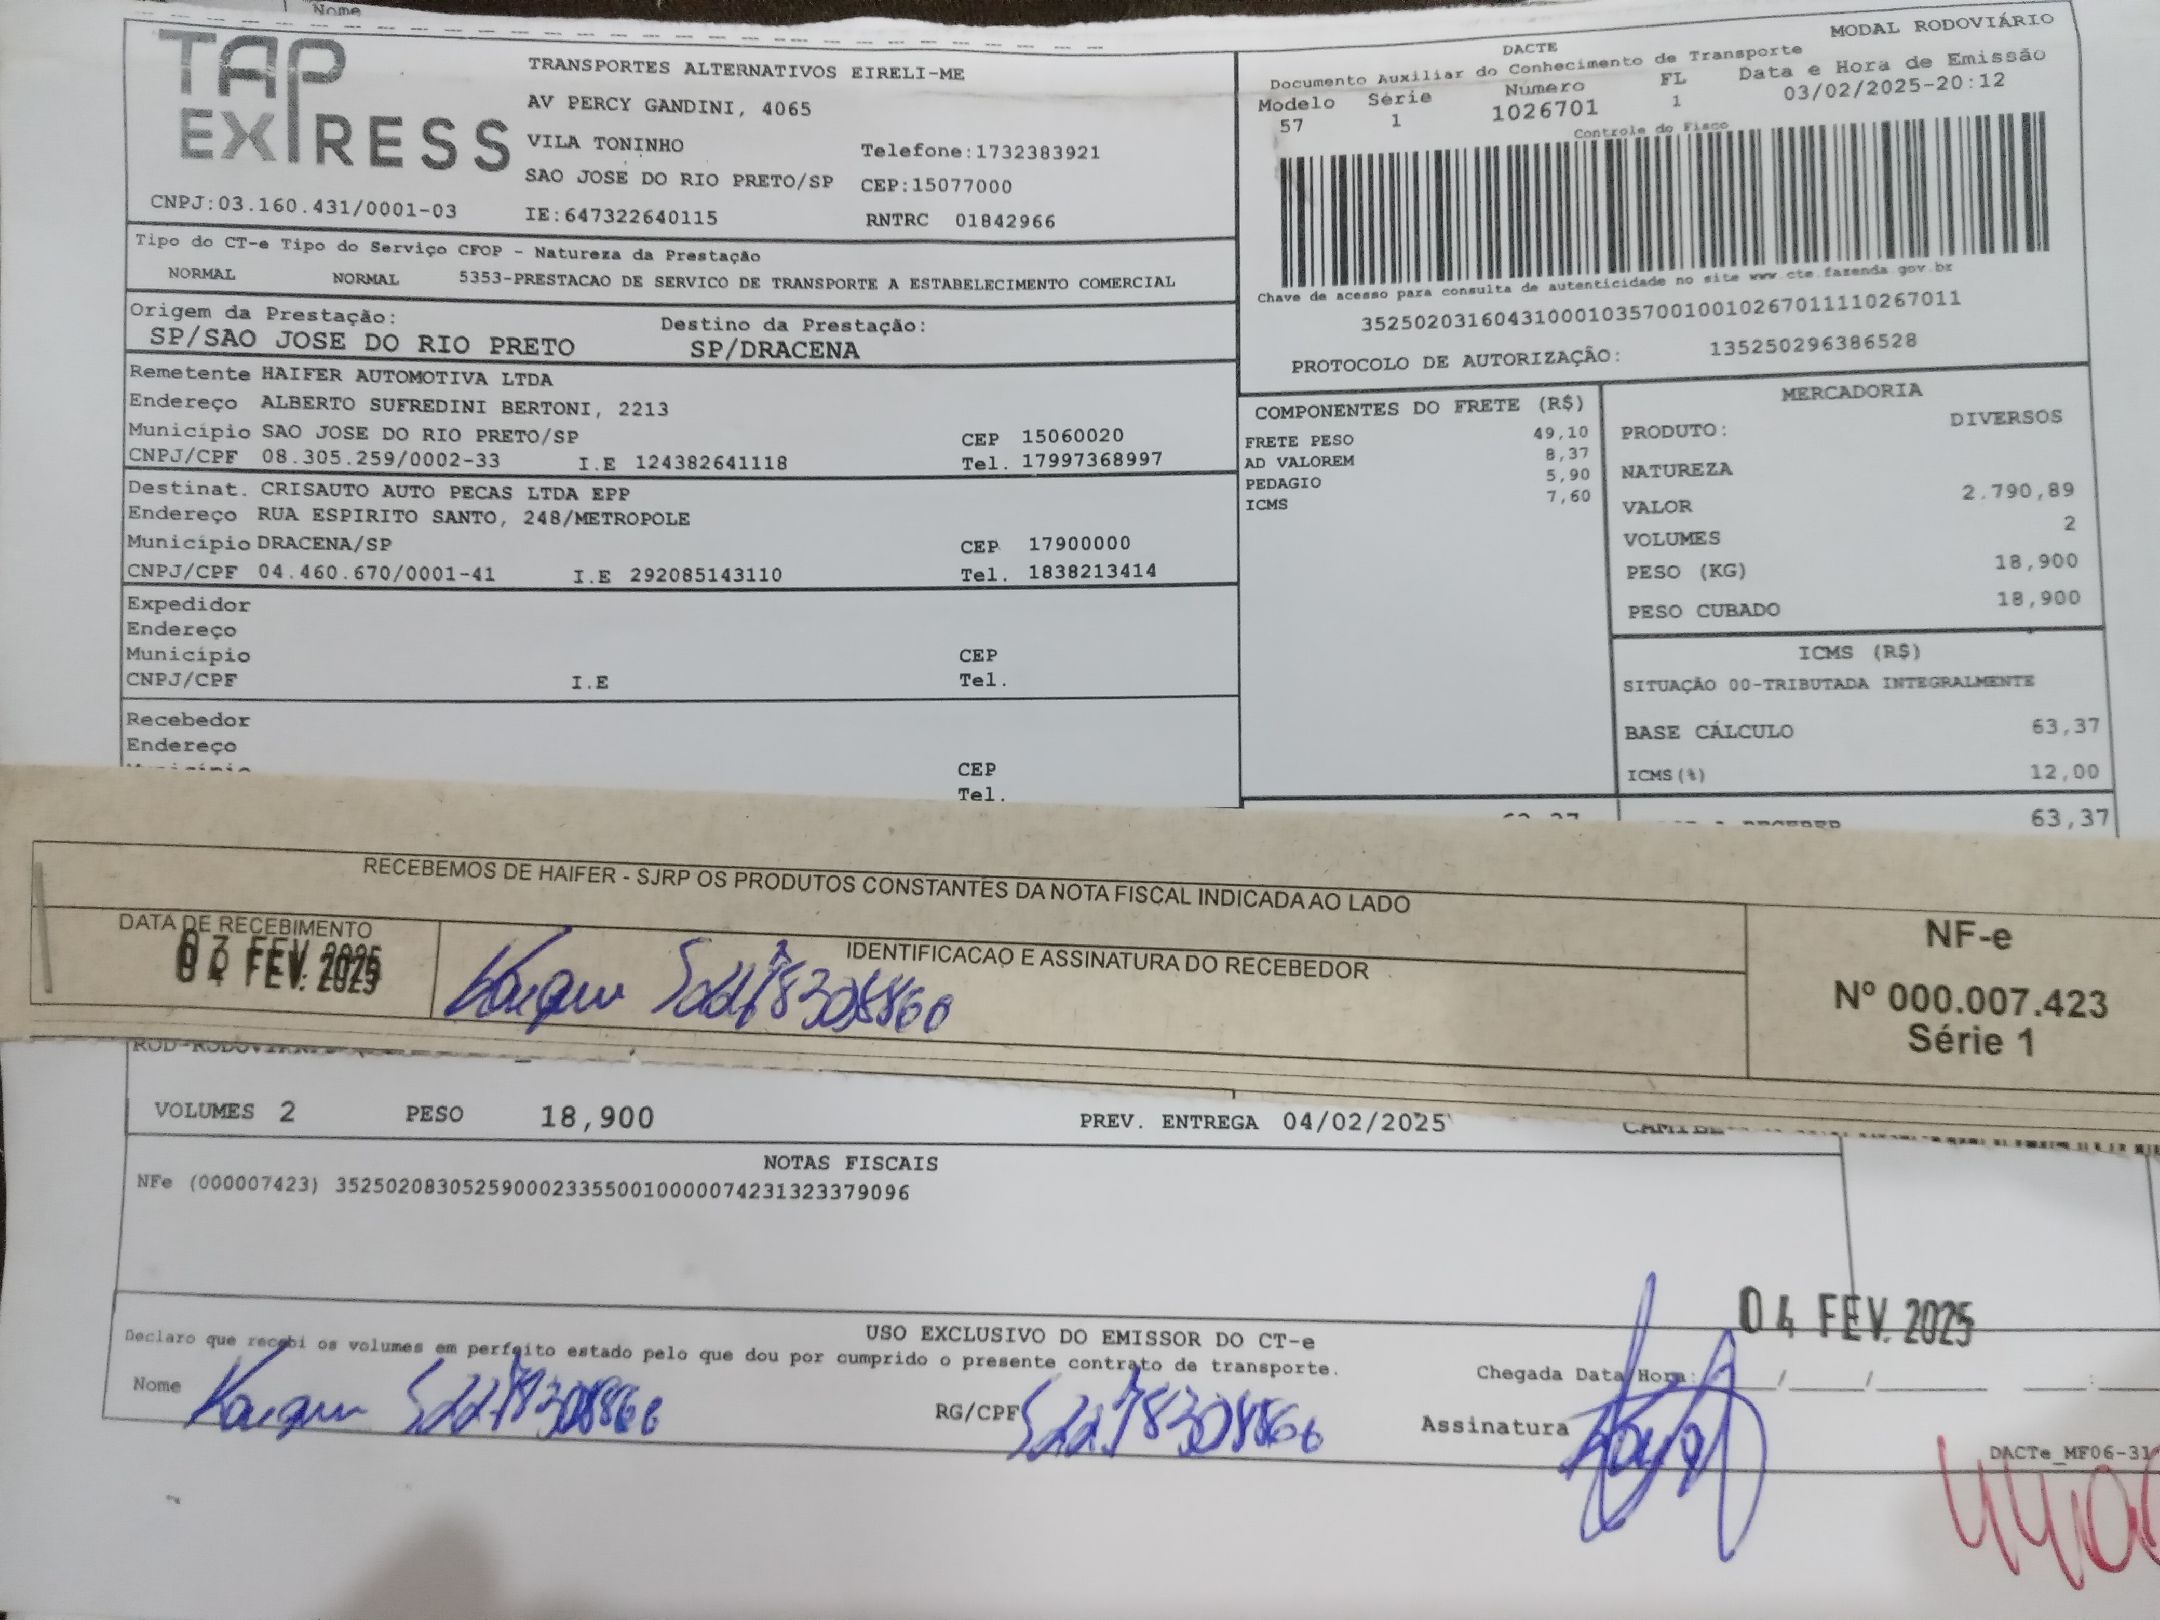 Nome
TAP EXPRESS
TRANSPORTES ALTERNATIVOS EIRELI-ME
AV PERCY GANDINI, 4065
VILA TONINHO Telefone:1732383921
SAO JOSE DO RIO PRETO/SP CEP:15077000
CNPJ:03.160.431/0001-03 IE:647322640115 RNTRC 01842966
MODAL RODOVIÁRIO
DACTE
Documento Auxiliar do Conhecimento de Transporte
Modelo Série Número FL Data e Hora de Emissão
57 1 1026701 1 03/02/2025-20:12
Controle do Fisco
Chave de acesso para consulta de autenticidade no site www.cte.fazenda.gov.br
35250203160431000103570010010267011110267011
PROTOCOLO DE AUTORIZAÇÃO: 135250296386528
Tipo do CT-e Tipo do Serviço CFOP - Natureza da Prestação
NORMAL NORMAL 5353-PRESTACAO DE SERVICO DE TRANSPORTE A ESTABELECIMENTO COMERCIAL
Origem da Prestação: Destino da Prestação:
SP/SAO JOSE DO RIO PRETO SP/DRACENA
Remetente HAIFER AUTOMOTIVA LTDA
Endereço ALBERTO SUFREDINI BERTONI, 2213
Município SAO JOSE DO RIO PRETO/SP CEP 15060020
CNPJ/CPF 08.305.259/0002-33 I.E 124382641118 Tel. 17997368997
Destinat. CRISAUTO AUTO PECAS LTDA EPP
Endereço RUA ESPIRITO SANTO, 248/METROPOLE
Município DRACENA/SP CEP 17900000
CNPJ/CPF 04.460.670/0001-41 I.E 292085143110 Tel. 1838213414
Expedidor
Endereço
Município CEP
CNPJ/CPF I.E Tel.
Recebedor
Endereço
CEP
Tel.
COMPONENTES DO FRETE (R$)
FRETE PESO 49,10
AD VALOREM 8,37
PEDAGIO 5,90
ICMS 7,60
MERCADORIA
PRODUTO: DIVERSOS
NATUREZA
VALOR 2.790,89
VOLUMES 2
PESO (KG) 18,900
PESO CUBADO 18,900
ICMS (R$)
SITUAÇÃO 00-TRIBUTADA INTEGRALMENTE
BASE CÁLCULO 63,37
ICMS(%) 12,00
63,37
RECEBEMOS DE HAIFER - SJRP OS PRODUTOS CONSTANTES DA NOTA FISCAL INDICADA AO LADO
DATA DE RECEBIMENTO
FEV. 2025
IDENTIFICACAO E ASSINATURA DO RECEBEDOR
NF-e
Nº 000.007.423
Série 1
VOLUMES 2 PESO 18,900 PREV. ENTREGA 04/02/2025
NOTAS FISCAIS
NFe (000007423) 35250208305259000233550010000074231323379096
USO EXCLUSIVO DO EMISSOR DO CT-e
Declaro que recebi os volumes em perfeito estado pelo que dou por cumprido o presente contrato de transporte.
04 FEV. 2025
Chegada Data/Hora: __/__/____ __:__
Nome RG/CPF Assinatura
DACTe_MF06-31